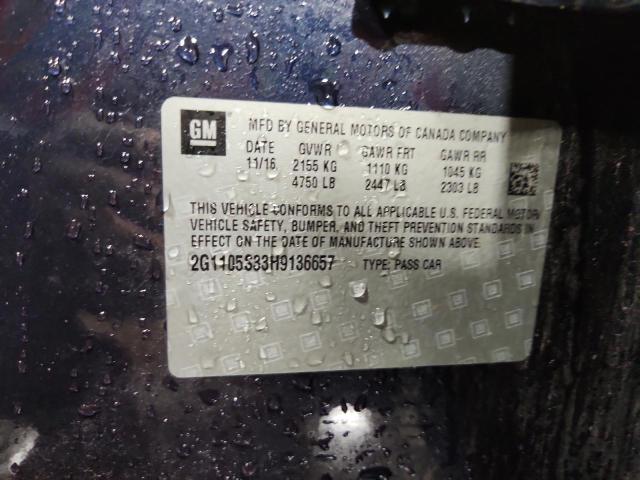 GM
MFD BY GENERAL MOTORS OF CANADA COMPANY
DATE GVWR GAWR FRT GAWR RR
11/16 2155 KG 1110 KG 1045 KG
4750 LB 2447 LB 2303 LB
THIS VEHICLE CONFORMS TO ALL APPLICABLE U.S. FEDERAL MOTOR
VEHICLE SAFETY, BUMPER, AND THEFT PREVENTION STANDARDS IN
EFFECT ON THE DATE OF MANUFACTURE SHOWN ABOVE.
2G1105S33H9136657 TYPE: PASS CAR